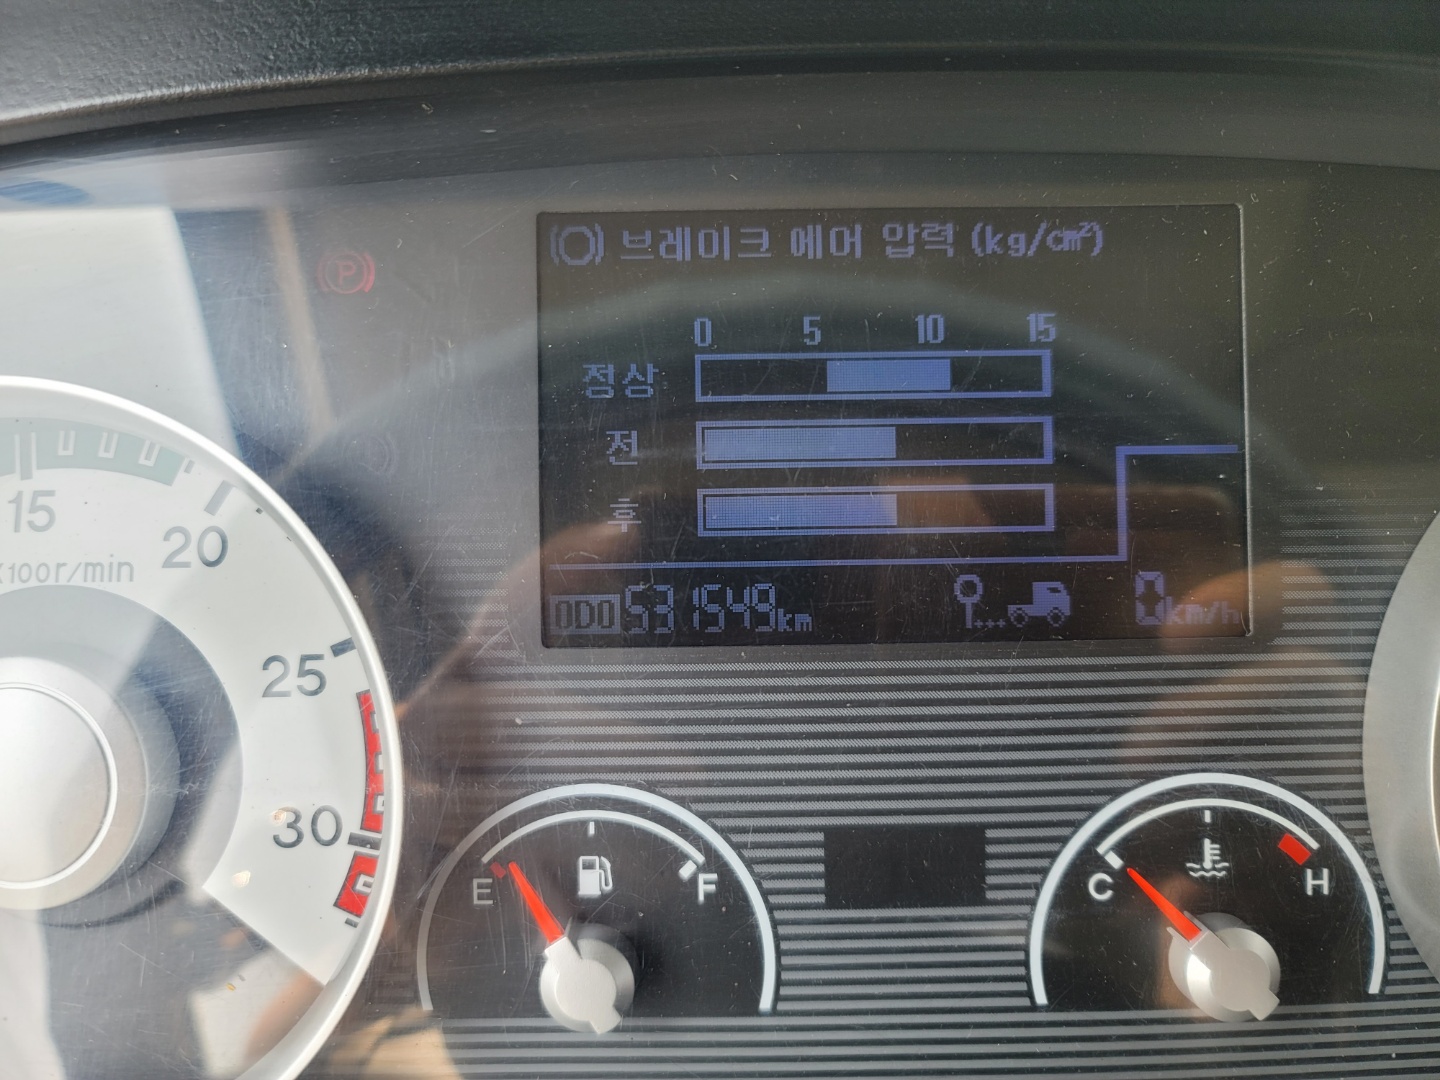 브레이크 에어 압력 (kg/cm²)
P
0 5 10 15
정상
전
후
ODO 531549km
0km/h
15
20
x100r/min
25
30
E F
C H